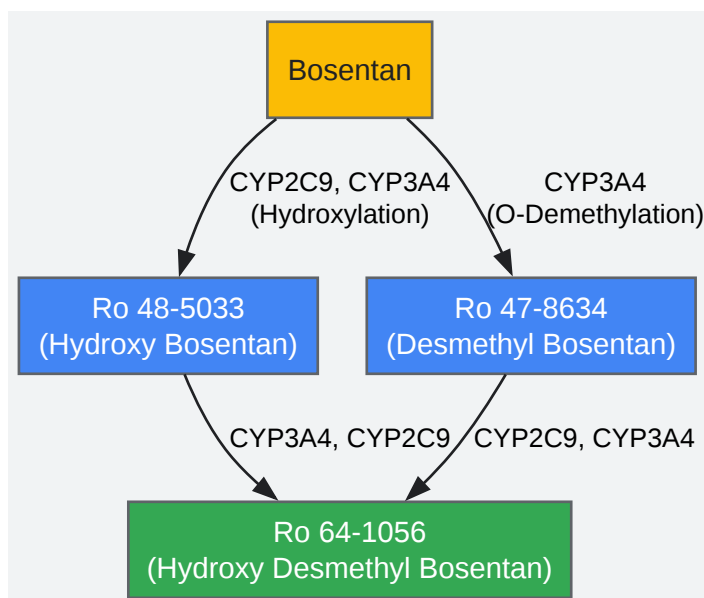 Bosentan
CYP2C9, CYP3A4
(Hydroxylation)
CYP3A4
(O-Demethylation)
Ro 48-5033
(Hydroxy Bosentan)
Ro 47-8634
(Desmethyl Bosentan)
CYP3A4, CYP2C9
CYP2C9, CYP3A4
Ro 64-1056
(Hydroxy Desmethyl Bosentan)